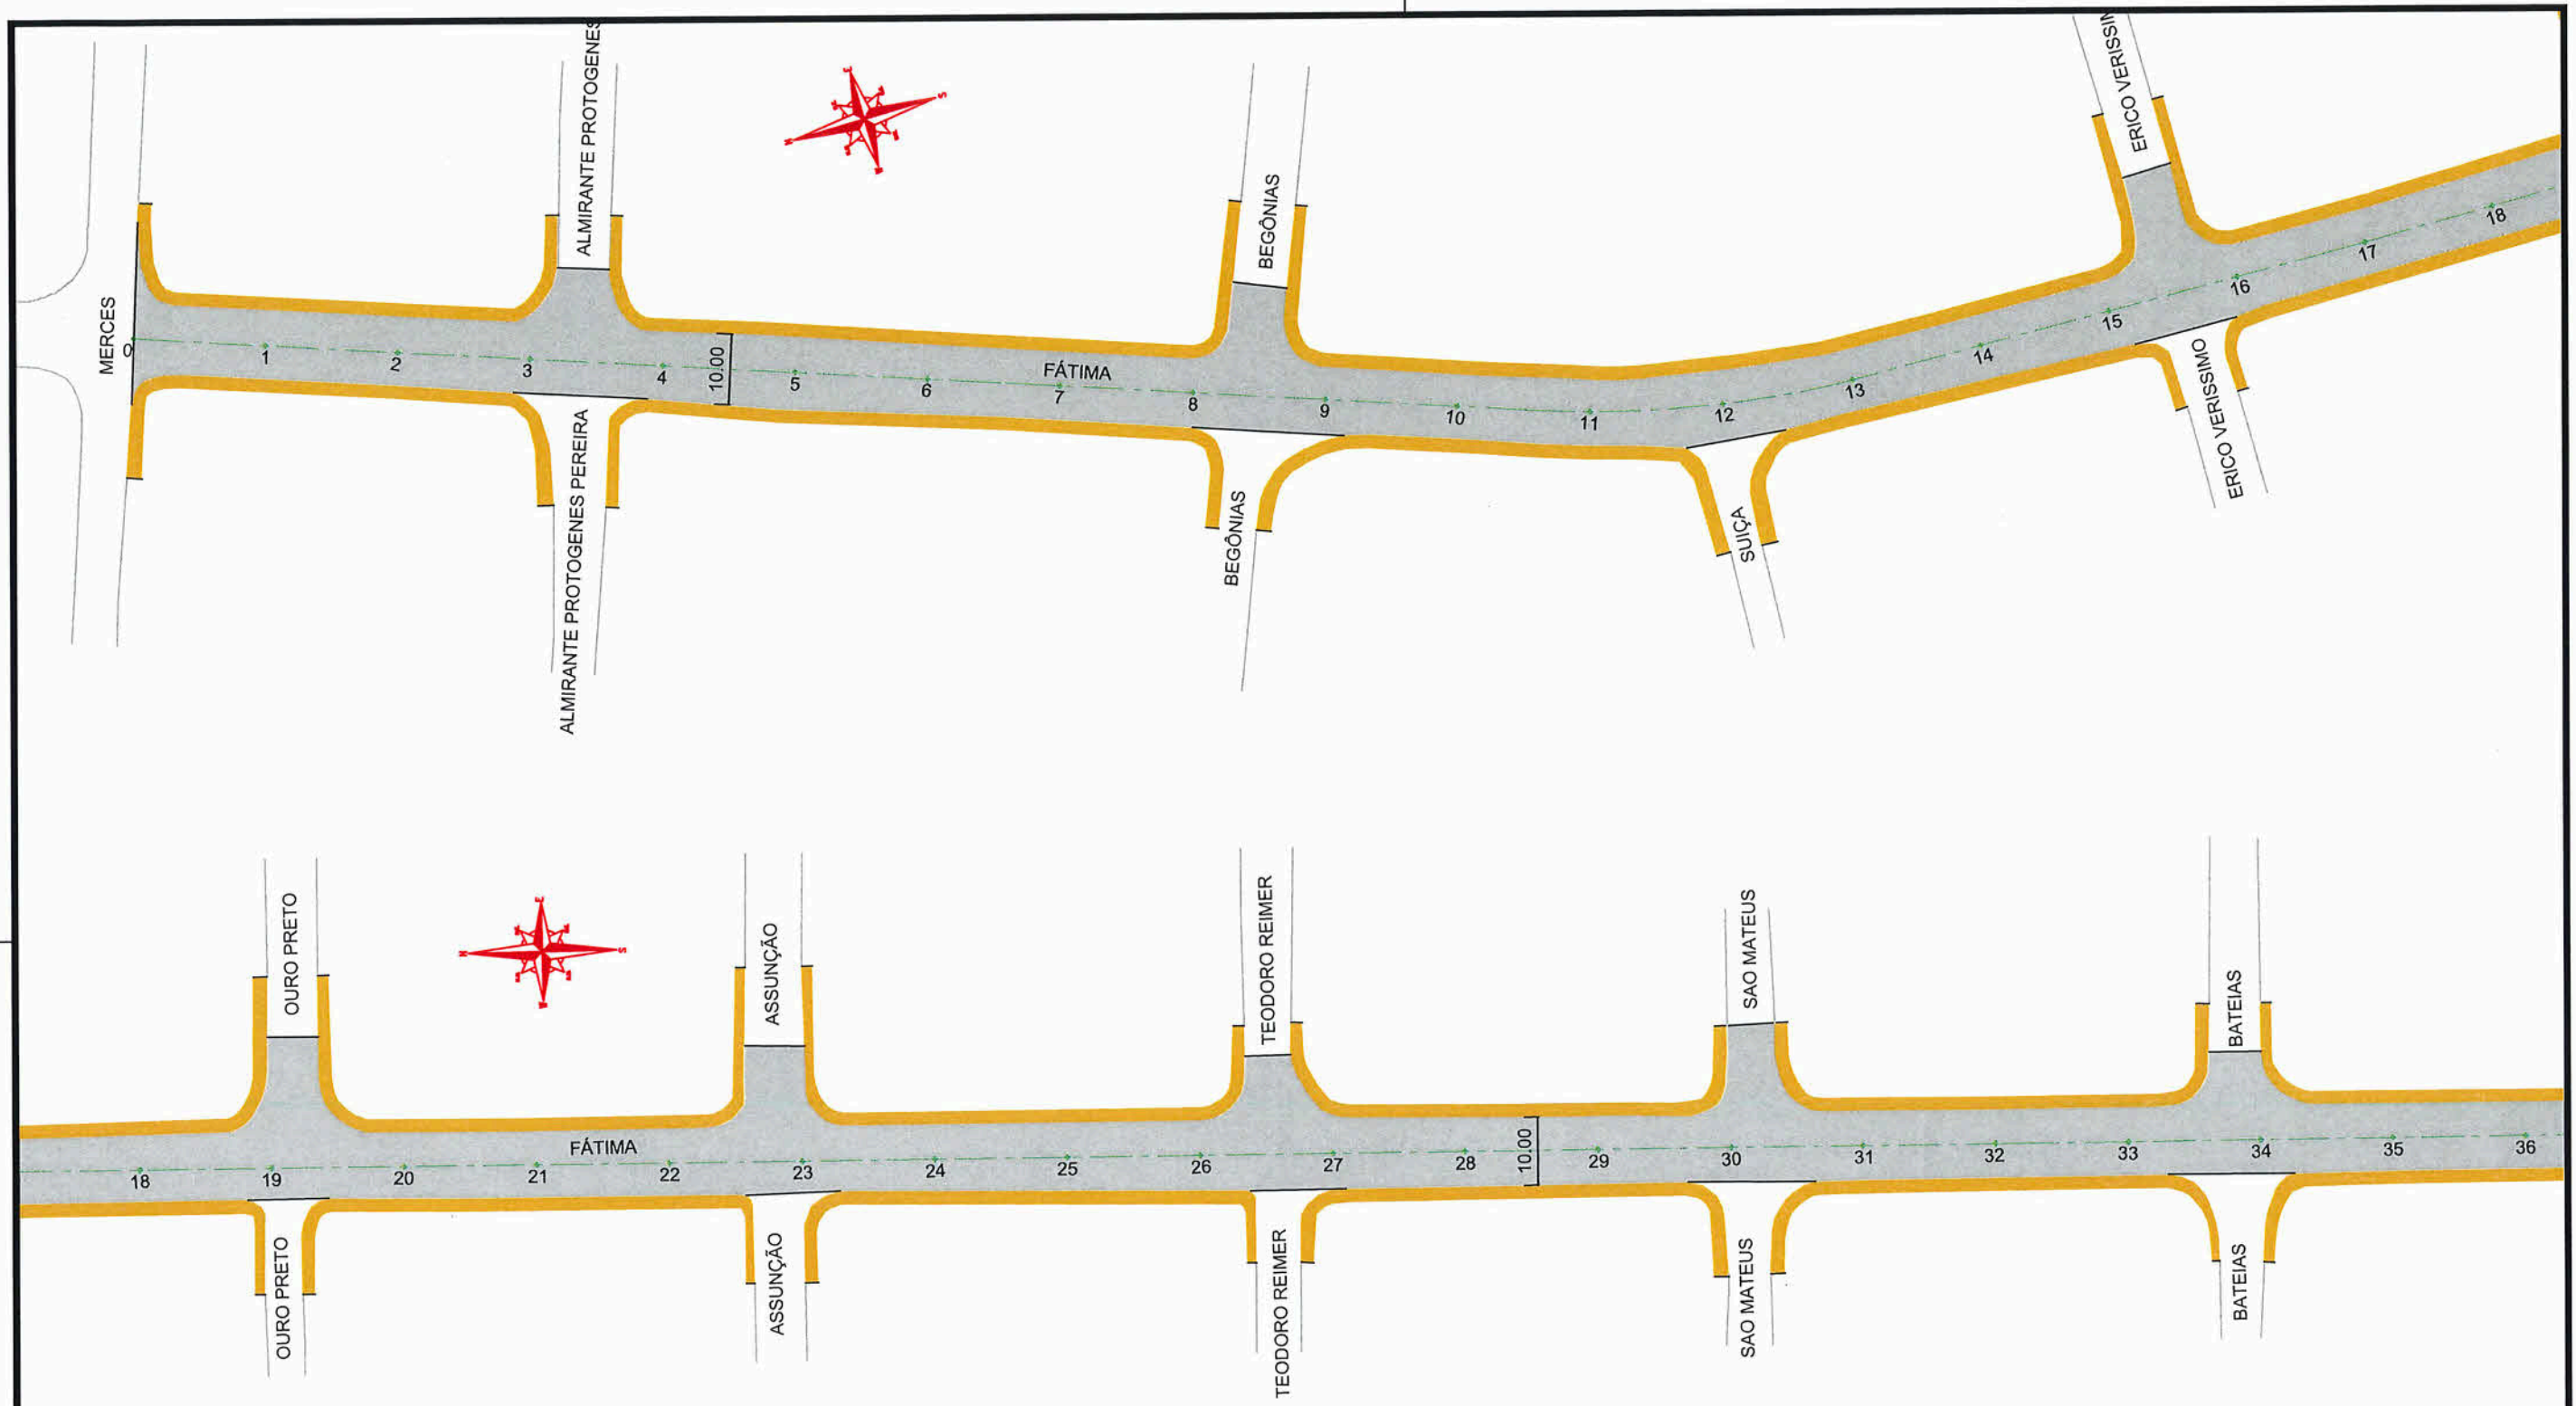 ALMIRANTE PROTOGENES
ERICO VERISSIM
E
S
N
W
BEGÔNIAS
MERCES
0
1
2
3
4
10.00
5
6
FÁTIMA
7
8
9
10
11
12
13
14
15
16
17
18
ALMIRANTE PROTOGENES PEREIRA
BEGÔNIAS
SUIÇA
ERICO VERISSIMO
OURO PRETO
E
N
S
W
ASSUNÇÃO
TEODORO REIMER
SAO MATEUS
BATEIAS
18
19
20
21
FÁTIMA
22
23
24
25
26
27
28
10.00
29
30
31
32
33
34
35
36
OURO PRETO
ASSUNÇÃO
TEODORO REIMER
SAO MATEUS
BATEIAS